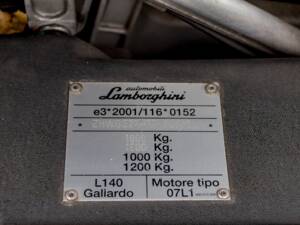 automobili
Lamborghini
e3*2001/116*0152
Kg.
Kg.
1000 Kg.
1200 Kg.
L140
Gallardo
Motore tipo
07L1